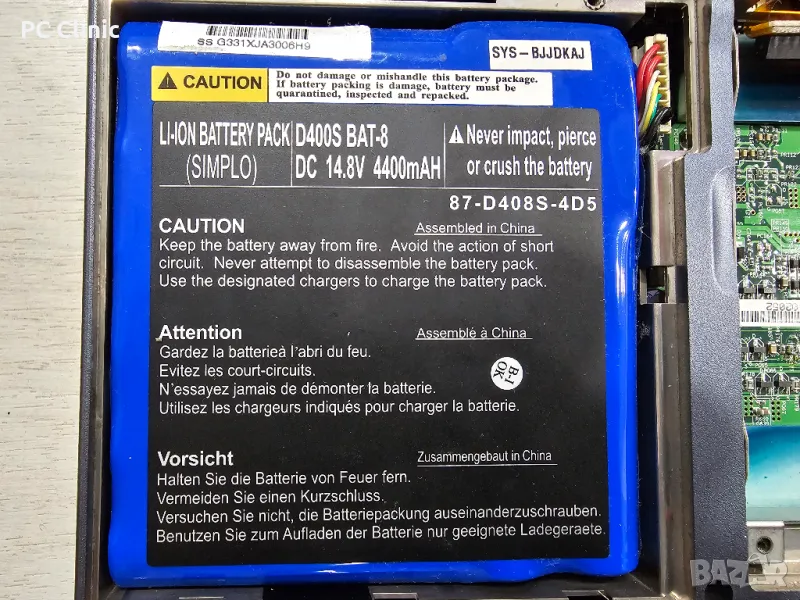 PC Clinic
SS G331XJA3006H9
SYS-BJJDKAJ
CAUTION
Do not damage or mishandle this battery package.
If battery packing is damage, battery must be
quarantined, inspected and repacked.
LI-ION BATTERY PACK D400S BAT-8
(SIMPLO) DC 14.8V 4400mAH
Never impact, pierce
or crush the battery
87-D408S-4D5
CAUTION Assembled in China
Keep the battery away from fire. Avoid the action of short
circuit. Never attempt to disassemble the battery pack.
Use the designated chargers to charge the battery pack.
Attention Assemblé à China
Gardez la batterieà l'abri du feu.
Evitez les court-circuits.
N'essayez jamais de démonter la batterie.
Utilisez les chargeurs indiqués pour charger la batterie.
B-1
OK
Vorsicht Zusammengebaut in China
Halten Sie die Batterie von Feuer fern.
Vermeiden Sie einen Kurzschluss.
Versuchen Sie nicht, die Batteriepackung auseinanderzuschrauben.
Benutzen Sie zum Aufladen der Batterie nur geeignete Ladegeraete.
BAZAR